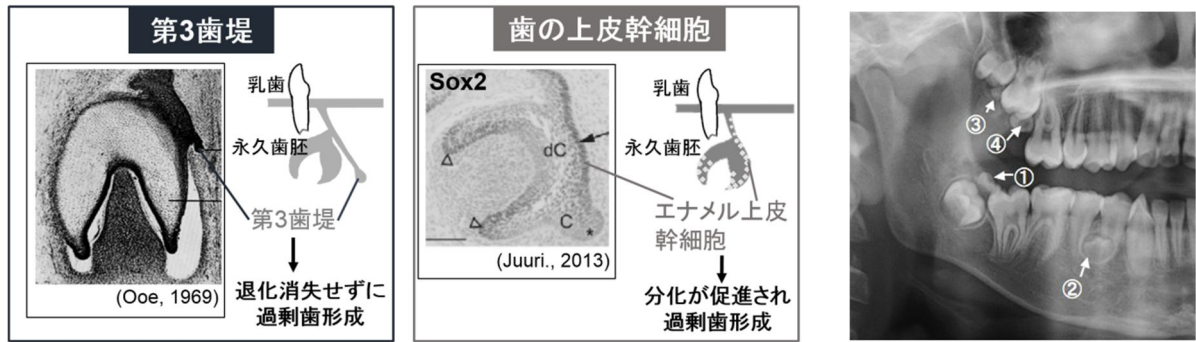 第3歯堤
乳歯
永久歯胚
第3歯堤
(Ooe, 1969)
退化消失せずに
過剰歯形成
歯の上皮幹細胞
Sox2
乳歯
dC
永久歯胚
C
*
エナメル上皮
幹細胞
(Juuri., 2013)
分化が促進され
過剰歯形成
③
④
①
②